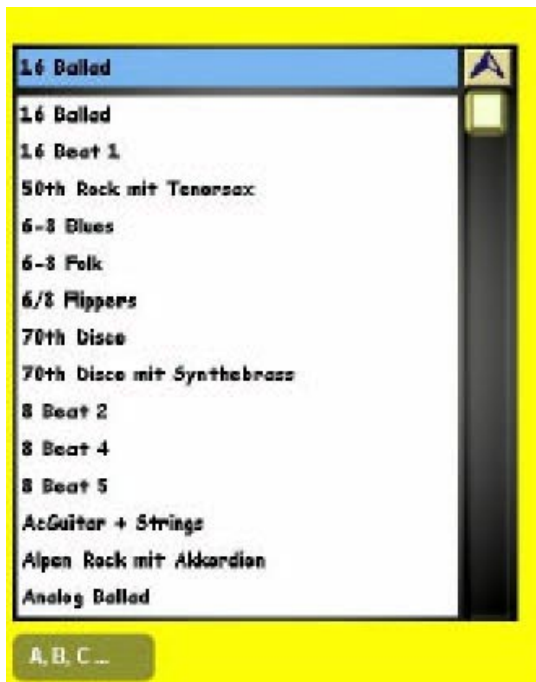 16 Ballad
16 Ballad
16 Beat 1
50th Rock mit Tenorsax
6-8 Blues
6-8 Folk
6/8 Flippers
70th Disco
70th Disco mit Synthebrass
8 Beat 2
8 Beat 4
8 Beat 5
AcGuitar + Strings
Alpen Rock mit Akkordion
Analog Ballad
A, B, C ...